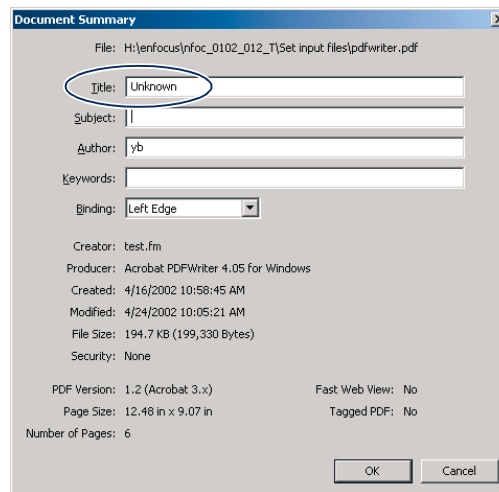 Document Summary
File: H:\enfocus\nfoc_0102_012_T\Set input files\pdfwriter.pdf
Title: Unknown
Subject:
Author: yb
Keywords:
Binding: Left Edge
Creator: test.fm
Producer: Acrobat PDFWriter 4.05 for Windows
Created: 4/16/2002 10:58:45 AM
Modified: 4/24/2002 10:05:21 AM
File Size: 194.7 KB (199,330 Bytes)
Security: None
PDF Version: 1.2 (Acrobat 3.x) Fast Web View: No
Page Size: 12.48 in x 9.07 in Tagged PDF: No
Number of Pages: 6
OK Cancel